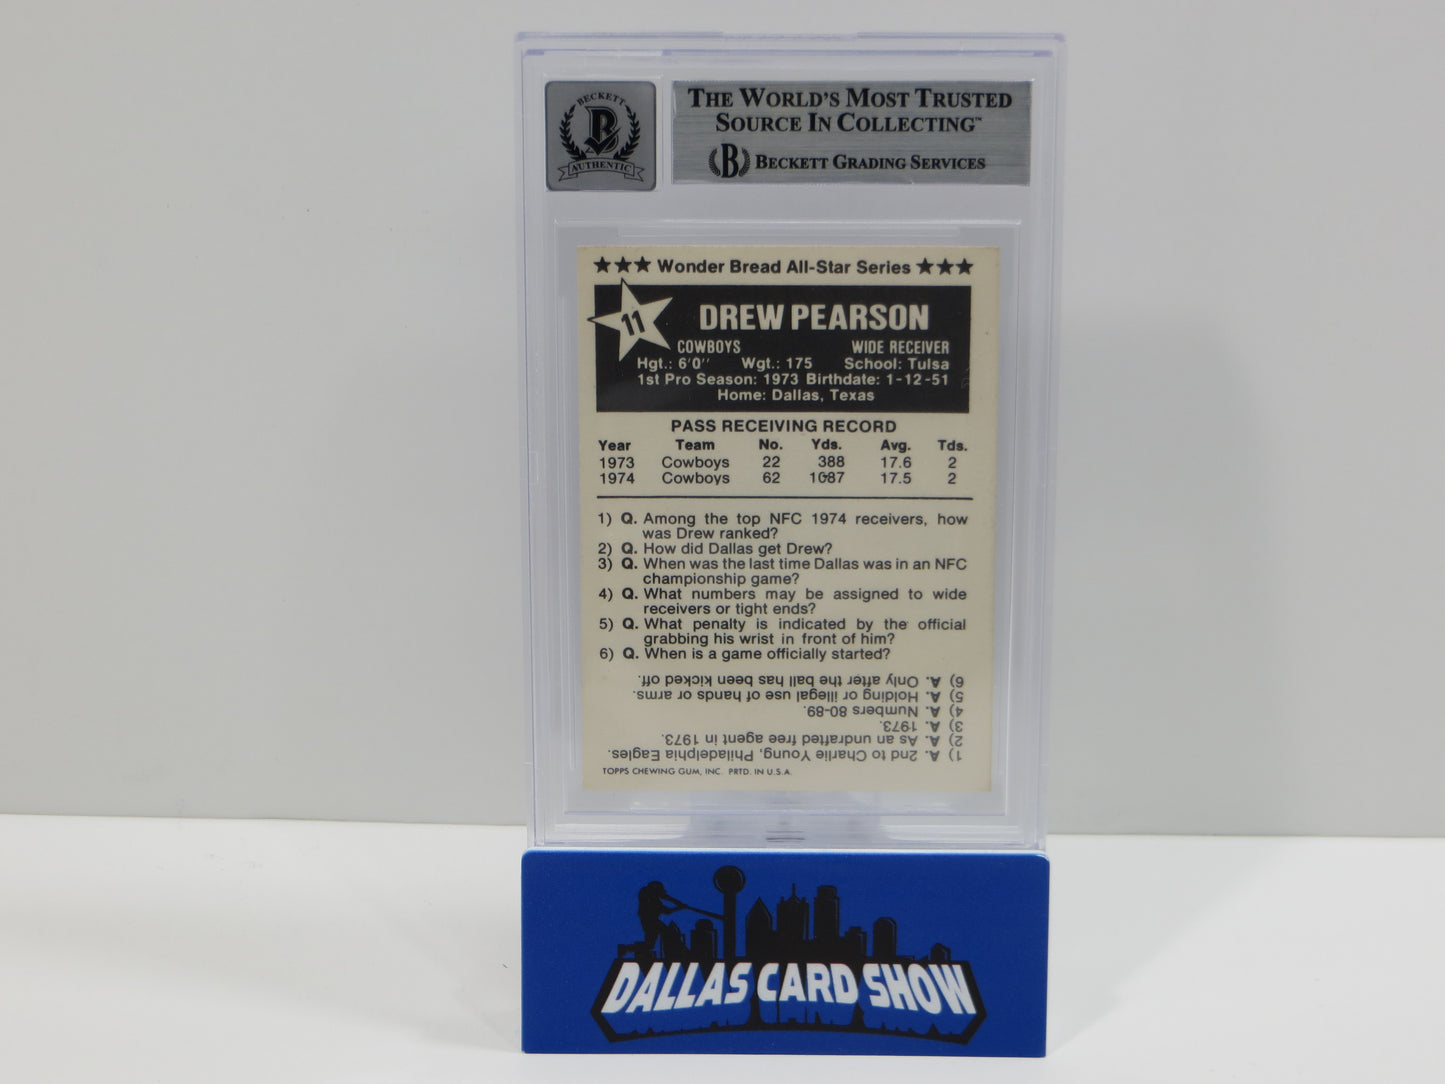 BECKETT
B
AUTHENTIC
THE WORLD'S MOST TRUSTED
SOURCE IN COLLECTING™
B BECKETT GRADING SERVICES
★★★ Wonder Bread All-Star Series ★★★
11
DREW PEARSON
COWBOYS WIDE RECEIVER
Hgt.: 6'0'' Wgt.: 175 School: Tulsa
1st Pro Season: 1973 Birthdate: 1-12-51
Home: Dallas, Texas
PASS RECEIVING RECORD
Year Team No. Yds. Avg. Tds.
1973 Cowboys 22 388 17.6 2
1974 Cowboys 62 1087 17.5 2
1) Q. Among the top NFC 1974 receivers, how
was Drew ranked?
2) Q. How did Dallas get Drew?
3) Q. When was the last time Dallas was in an NFC
championship game?
4) Q. What numbers may be assigned to wide
receivers or tight ends?
5) Q. What penalty is indicated by the official
grabbing his wrist in front of him?
6) Q. When is a game officially started?
1) A. 2nd to Charlie Young, Philadelphia Eagles.
2) A. As an undrafted free agent in 1973.
3) A. 1973.
4) A. Numbers 80-89.
5) A. Holding or illegal use of hands or arms.
6) A. Only after the ball has been kicked off.
TOPPS CHEWING GUM, INC. PRTD. IN U.S.A.
DALLAS CARD SHOW